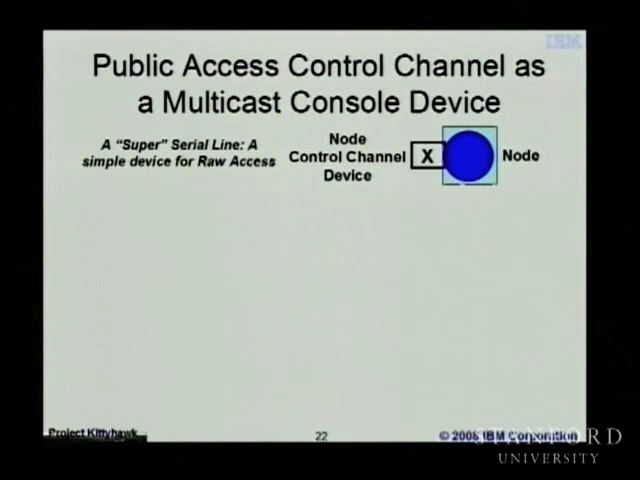 IBM
Public Access Control Channel as
a Multicast Console Device
A "Super" Serial Line: A
simple device for Raw Access
Node
Control Channel
Device
X
Node
Project Kittyhawk
22
© 2008 IBM Corporation
STANFORD
UNIVERSITY